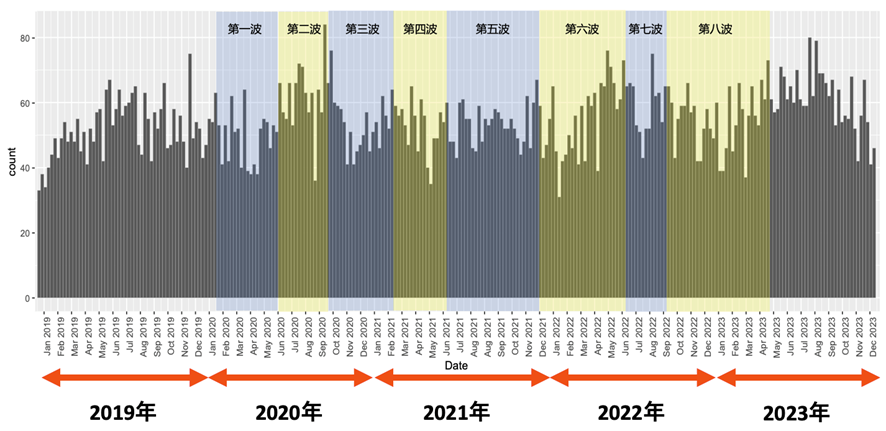 第一波 第二波 第三波 第四波 第五波 第六波 第七波 第八波
80
60
40
20
0
count
Jan 2019
Feb 2019
Mar 2019
Apr 2019
May 2019
Jun 2019
Jul 2019
Aug 2019
Sep 2019
Oct 2019
Nov 2019
Dec 2019
Jan 2020
Feb 2020
Mar 2020
Apr 2020
May 2020
Jun 2020
Jul 2020
Aug 2020
Sep 2020
Oct 2020
Nov 2020
Dec 2020
Jan 2021
Feb 2021
Mar 2021
Apr 2021
May 2021
Jun 2021
Jul 2021
Aug 2021
Sep 2021
Oct 2021
Nov 2021
Dec 2021
Jan 2022
Feb 2022
Mar 2022
Apr 2022
May 2022
Jun 2022
Jul 2022
Aug 2022
Sep 2022
Oct 2022
Nov 2022
Dec 2022
Jan 2023
Feb 2023
Mar 2023
Apr 2023
May 2023
Jun 2023
Jul 2023
Aug 2023
Sep 2023
Oct 2023
Nov 2023
Dec 2023
Date
2019年 2020年 2021年 2022年 2023年